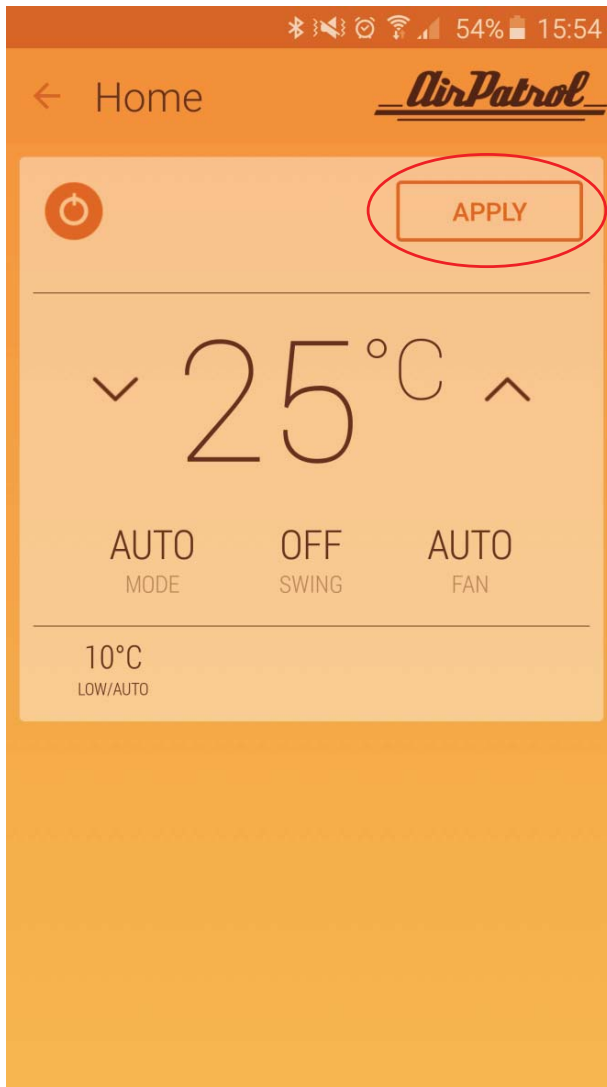 54% 15:54
Home AirPatrol
APPLY
25°C
AUTO OFF AUTO
MODE SWING FAN
10°C
LOW/AUTO